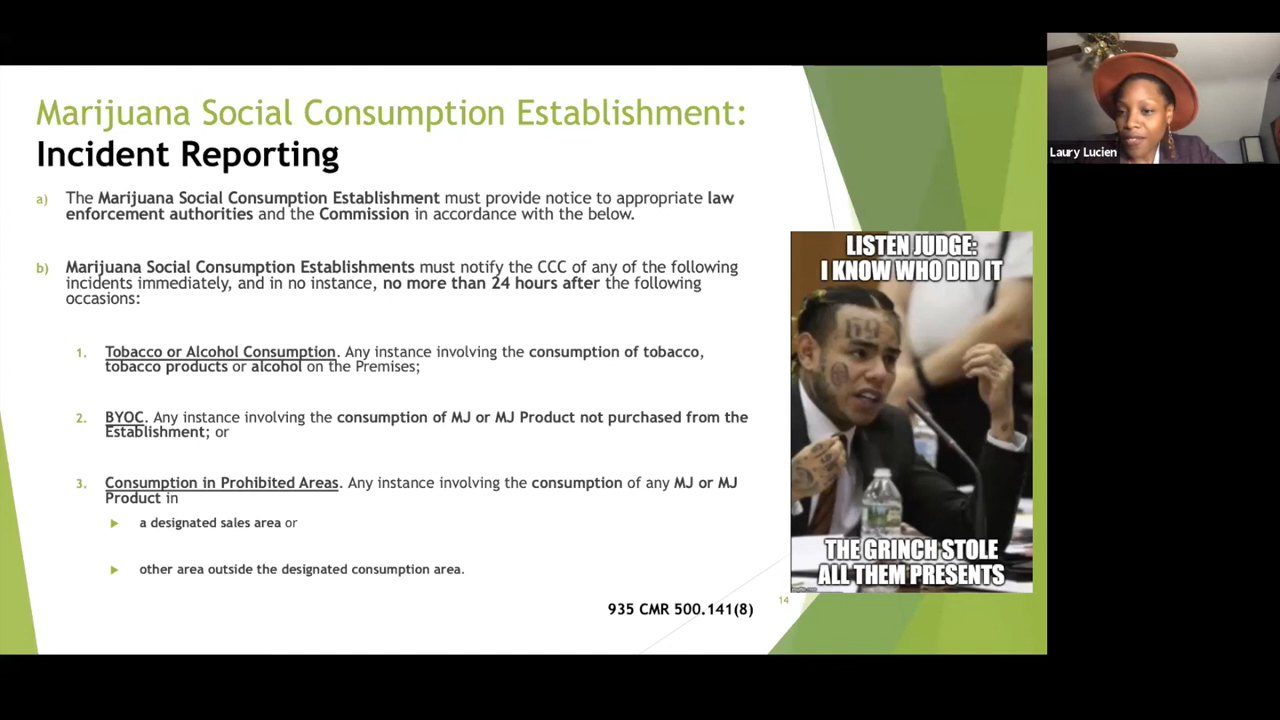 Marijuana Social Consumption Establishment:
Incident Reporting
a) The Marijuana Social Consumption Establishment must provide notice to appropriate law
enforcement authorities and the Commission in accordance with the below.
b) Marijuana Social Consumption Establishments must notify the CCC of any of the following
incidents immediately, and in no instance, no more than 24 hours after the following
occasions:
1. Tobacco or Alcohol Consumption. Any instance involving the consumption of tobacco,
tobacco products or alcohol on the Premises;
2. BYOC. Any instance involving the consumption of MJ or MJ Product not purchased from the
Establishment; or
3. Consumption in Prohibited Areas. Any instance involving the consumption of any MJ or MJ
Product in
a designated sales area or
other area outside the designated consumption area.
935 CMR 500.141(8)
14
LISTEN JUDGE:
I KNOW WHO DID IT
69
THE GRINCH STOLE
ALL THEM PRESENTS
Laury Lucien